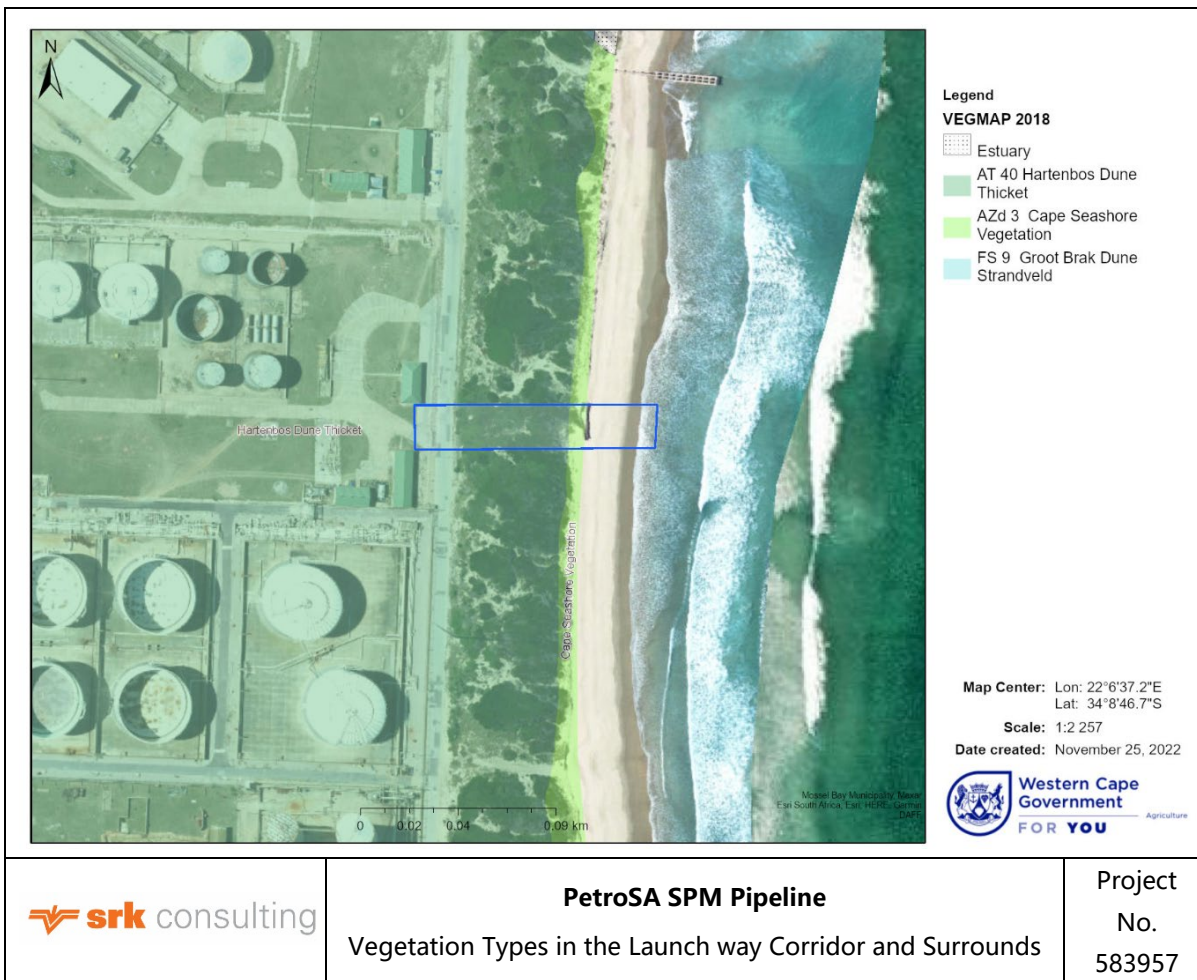 N
Hartenbos Dune Thicket
Cape Seashore Vegetation
0 0.02 0.04 0.09 km
Mossel Bay Municipality, Maxar
Esri South Africa, Esri, HERE, Garmin
DAFF
Legend
VEGMAP 2018
Estuary
AT 40 Hartenbos Dune
Thicket
AZd 3 Cape Seashore
Vegetation
FS 9 Groot Brak Dune
Strandveld
Map Center: Lon: 22°6'37.2"E
Lat: 34°8'46.7"S
Scale: 1:2 257
Date created: November 25, 2022
Western Cape
Government
Agriculture
FOR YOU
srk consulting
PetroSA SPM Pipeline
Vegetation Types in the Launch way Corridor and Surrounds
Project
No.
583957